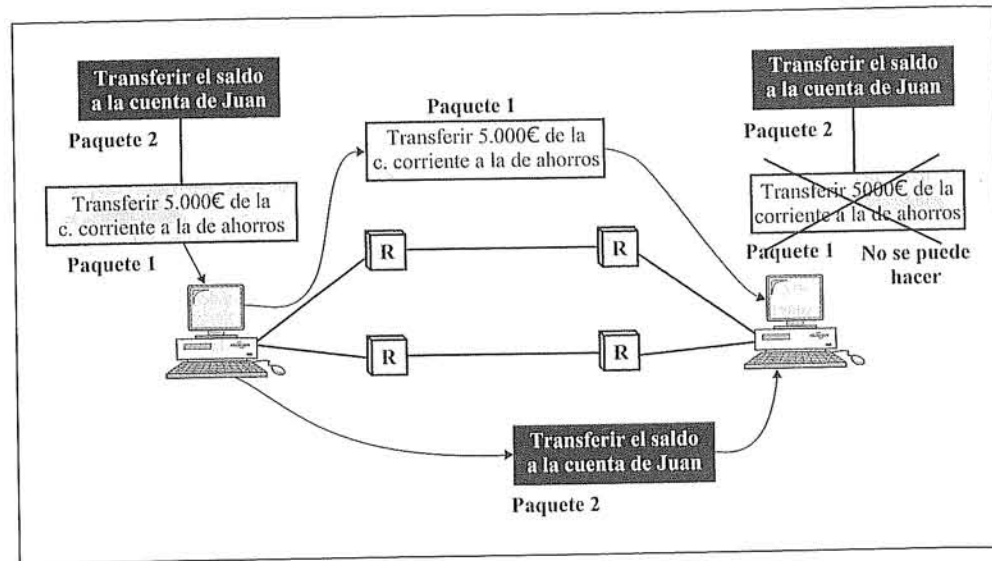 Transferir el saldo
a la cuenta de Juan
Paquete 2
Transferir 5.000€ de la
c. corriente a la de ahorros
Paquete 1
Paquete 1
Transferir 5.000€ de la
c. corriente a la de ahorros
Transferir el saldo
a la cuenta de Juan
Paquete 2
Transferir 5000€ de la
corriente a la de ahorros
Paquete 1
No se puede
hacer
R
R
R
R
Transferir el saldo
a la cuenta de Juan
Paquete 2